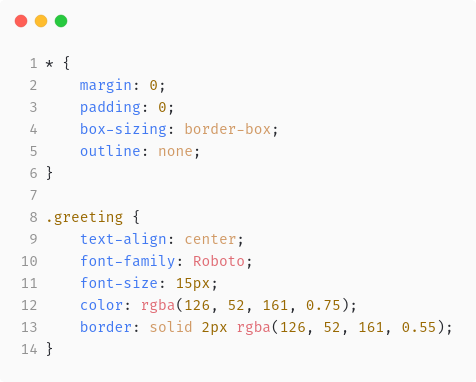 1 * {
2     margin: 0;
3     padding: 0;
4     box-sizing: border-box;
5     outline: none;
6 }
7
8 .greeting {
9     text-align: center;
10     font-family: Roboto;
11     font-size: 15px;
12     color: rgba(126, 52, 161, 0.75);
13     border: solid 2px rgba(126, 52, 161, 0.55);
14 }